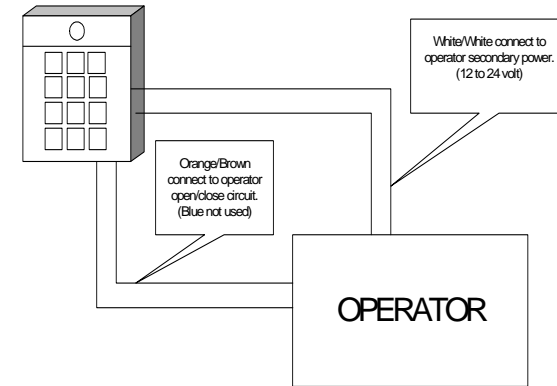 White/White connect to
operator secondary power.
(12 to 24 volt)
Orange/Brown
connect to operator
open/close circuit.
(Blue not used)
OPERATOR